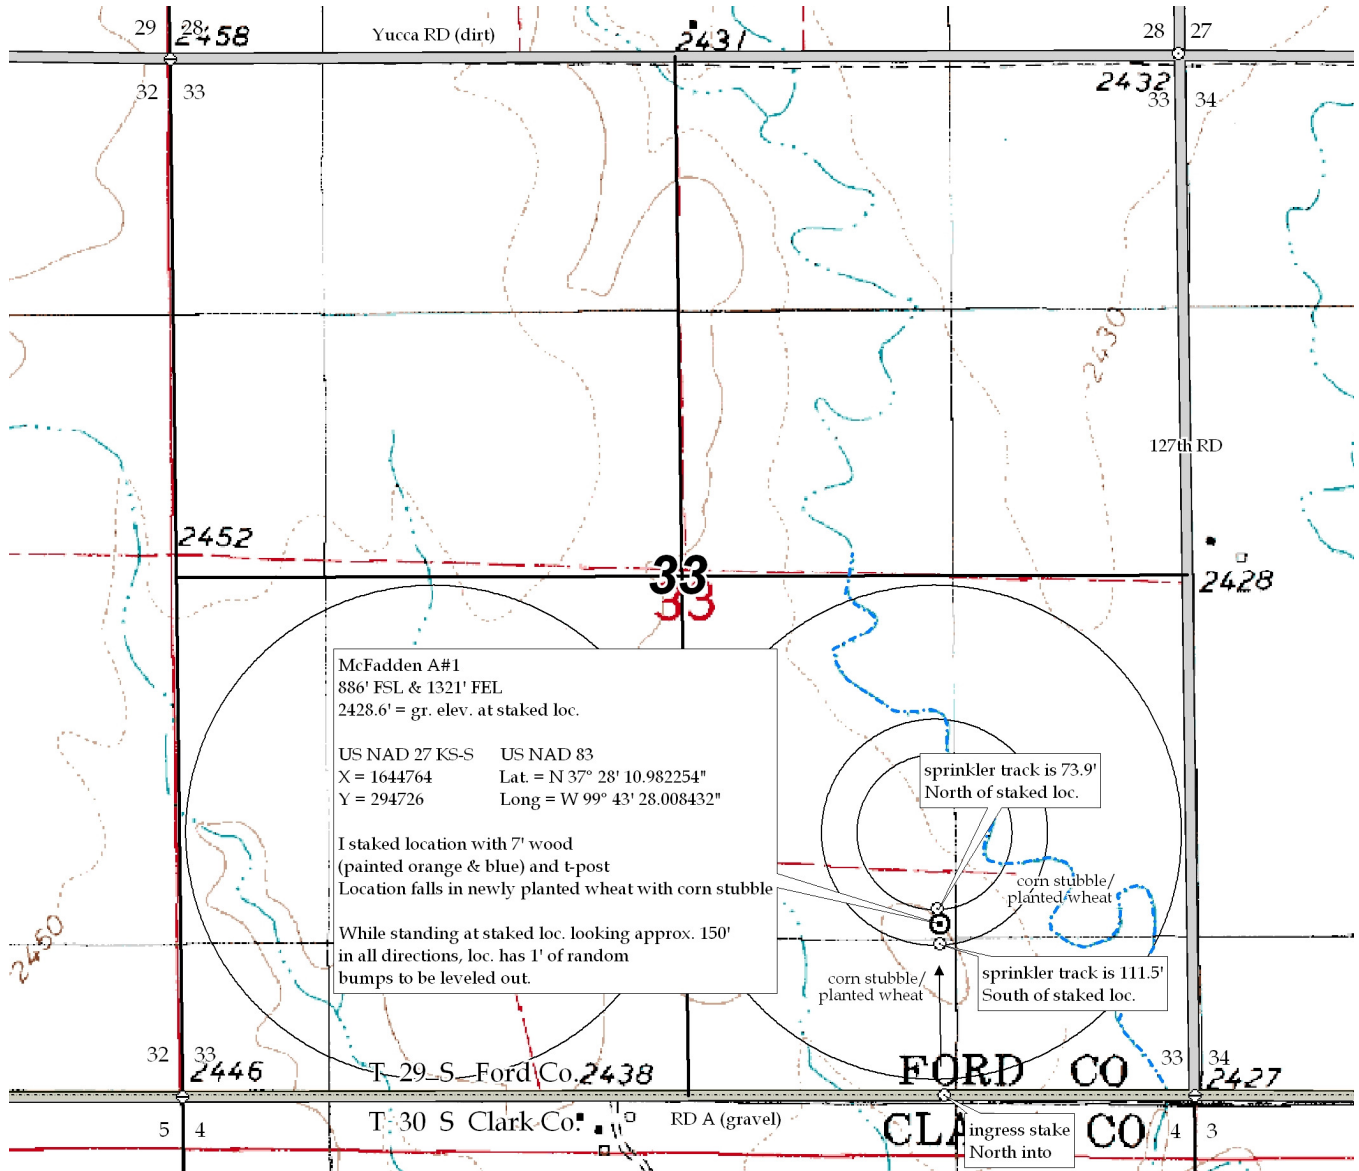 29 28
2458
Yucca RD (dirt)
2431
28 27
32 33
2432
33 34
2430
127th RD
2452
33
33
2428
McFadden A#1
886' FSL & 1321' FEL
2428.6' = gr. elev. at staked loc.
US NAD 27 KS-S US NAD 83
X = 1644764 Lat. = N 37° 28' 10.982254"
Y = 294726 Long = W 99° 43' 28.008432"
I staked location with 7' wood
(painted orange & blue) and t-post
Location falls in newly planted wheat with corn stubble
While standing at staked loc. looking approx. 150'
in all directions, loc. has 1' of random
bumps to be leveled out.
sprinkler track is 73.9'
North of staked loc.
corn stubble/
planted wheat
2450
corn stubble/
planted wheat
sprinkler track is 111.5'
South of staked loc.
32 33
2446
T 29 S Ford Co.
2438
FORD CO
33 34
2427
T 30 S Clark Co.
RD A (gravel)
CO
5 4
ingress stake
North into
4 3